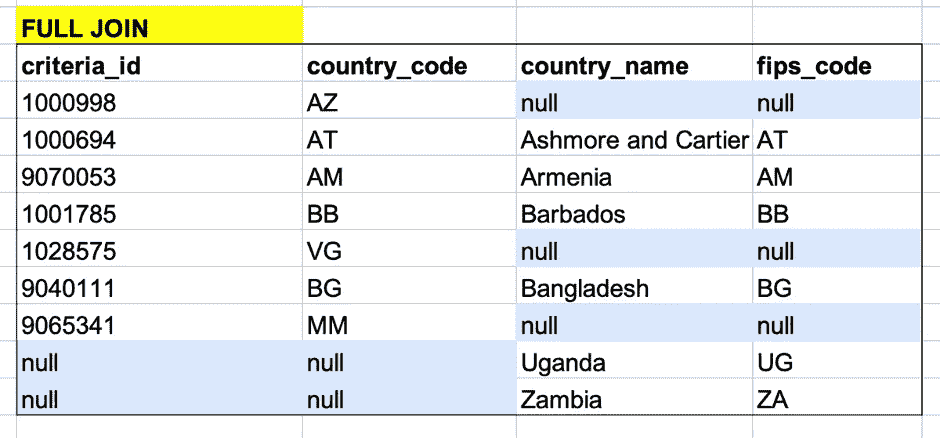 FULL JOIN
criteria_id country_code country_name fips_code
1000998 AZ null null
1000694 AT Ashmore and Cartier AT
9070053 AM Armenia AM
1001785 BB Barbados BB
1028575 VG null null
9040111 BG Bangladesh BG
9065341 MM null null
null null Uganda UG
null null Zambia ZA